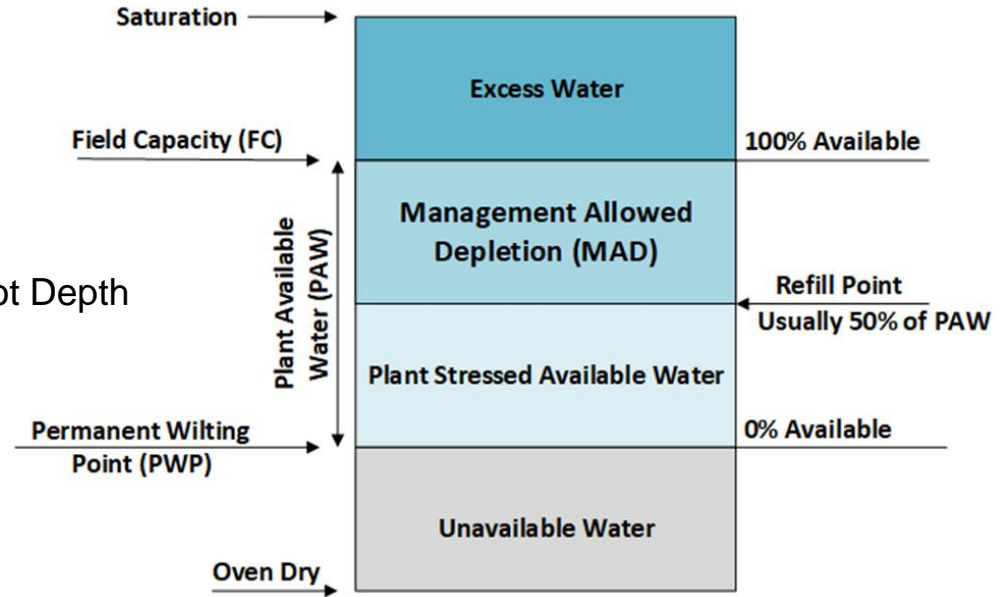 Saturation
Excess Water
Field Capacity (FC)
100% Available
Management Allowed
Depletion (MAD)
Plant Available
Water (PAW)
Depth
Refill Point
Usually 50% of PAW
Plant Stressed Available Water
Permanent Wilting
Point (PWP)
0% Available
Unavailable Water
Oven Dry